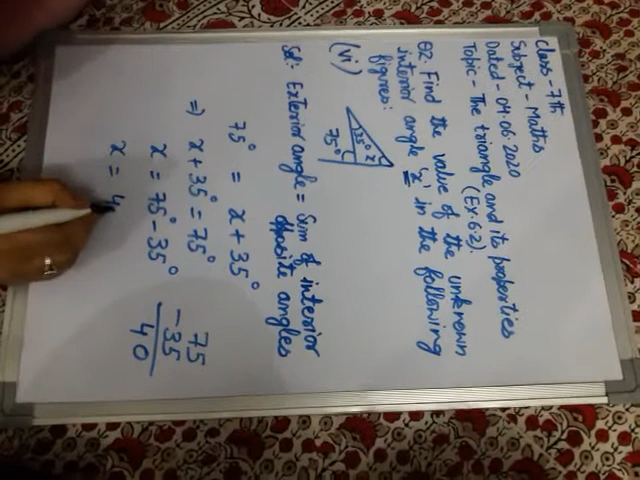 Class - 7th
Subject - Maths
Dated - 04.06.2020
Topic - The triangle and its properties
(Ex-6.2).
Q2. Find the value of the unknown
interior angle 'x' in the following
figures:
(vi)
35° x
75°
Sol: Exterior angle = Sum of interior
opposite angles
75° = x + 35°
=> x + 35° = 75°
x = 75° - 35°
x = 4
75
-35
40